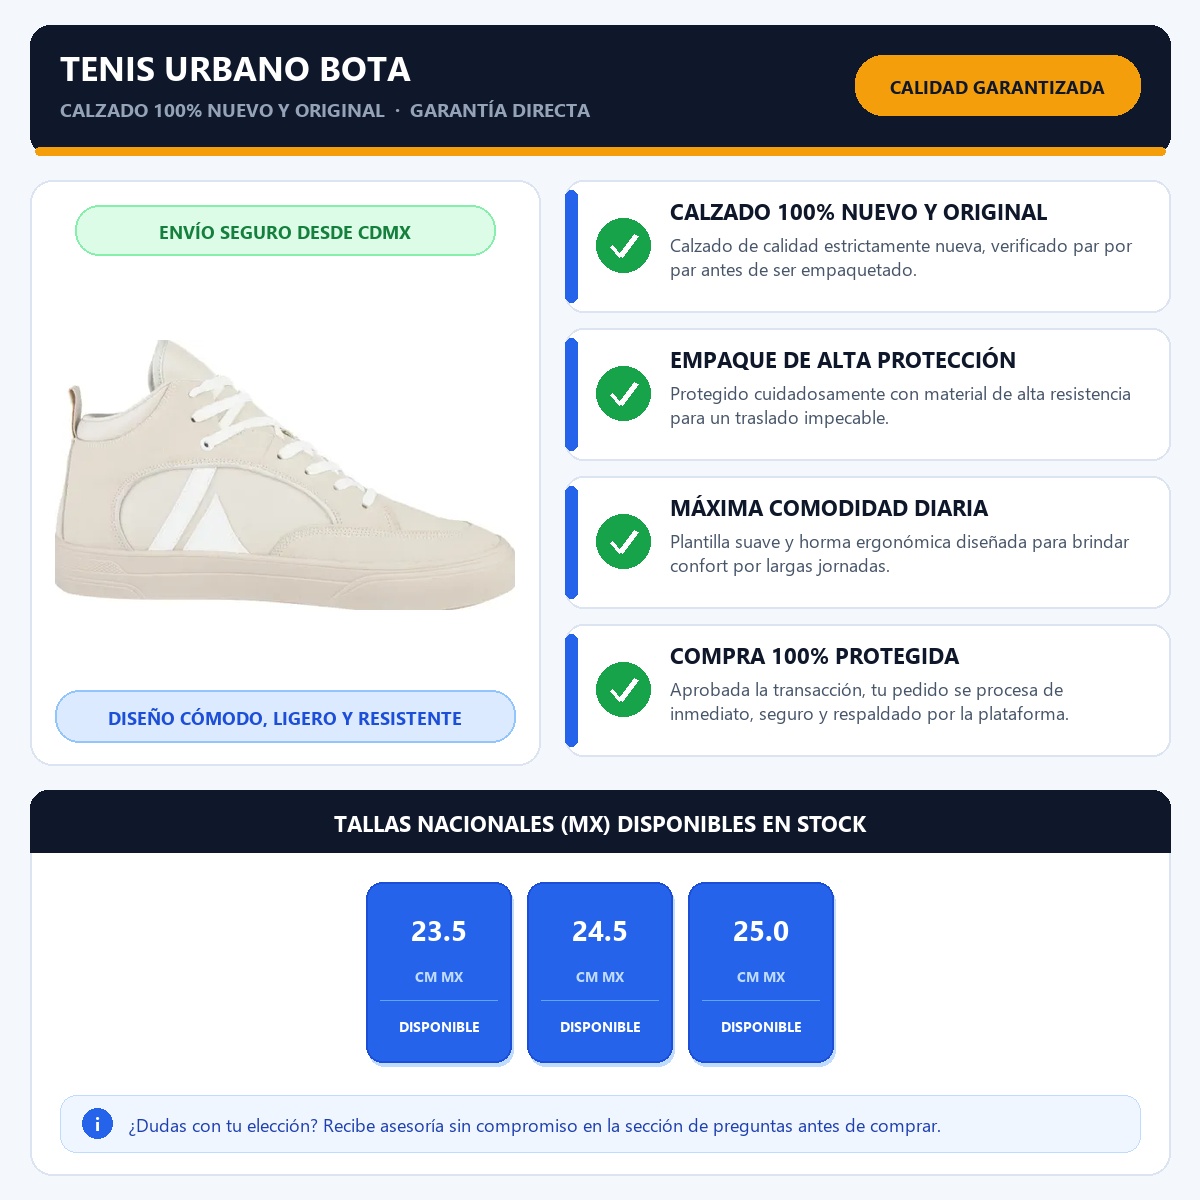 TENIS URBANO BOTA
CALZADO 100% NUEVO Y ORIGINAL · GARANTÍA DIRECTA
CALIDAD GARANTIZADA
ENVÍO SEGURO DESDE CDMX
DISEÑO CÓMODO, LIGERO Y RESISTENTE
CALZADO 100% NUEVO Y ORIGINAL
Calzado de calidad estrictamente nueva, verificado par por
par antes de ser empaquetado.
EMPAQUE DE ALTA PROTECCIÓN
Protegido cuidadosamente con material de alta resistencia
para un traslado impecable.
MÁXIMA COMODIDAD DIARIA
Plantilla suave y horma ergonómica diseñada para brindar
confort por largas jornadas.
COMPRA 100% PROTEGIDA
Aprobada la transacción, tu pedido se procesa de
inmediato, seguro y respaldado por la plataforma.
TALLAS NACIONALES (MX) DISPONIBLES EN STOCK
23.5
CM MX
DISPONIBLE
24.5
CM MX
DISPONIBLE
25.0
CM MX
DISPONIBLE
¿Dudas con tu elección? Recibe asesoría sin compromiso en la sección de preguntas antes de comprar.